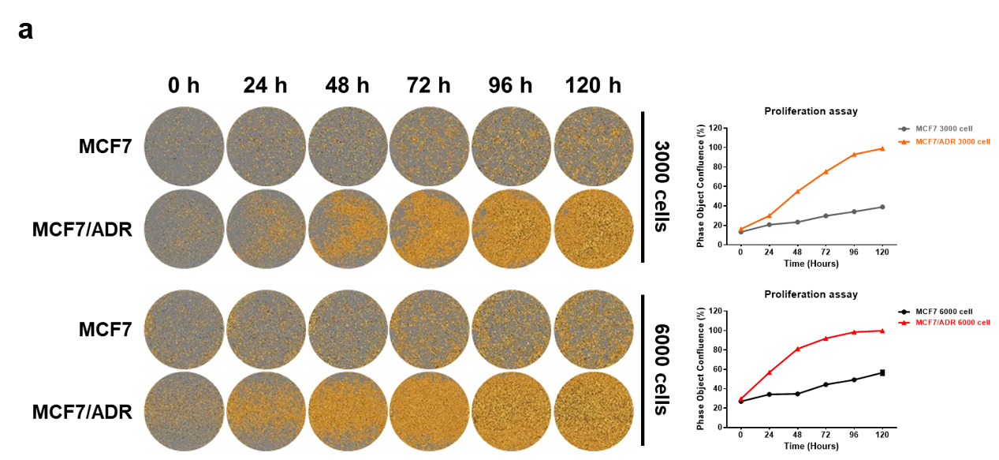 a
0 h 24 h 48 h 72 h 96 h 120 h
MCF7
MCF7/ADR
3000 cells
MCF7
MCF7/ADR
6000 cells
Proliferation assay
Phase Object Confluence (%)
120
100
80
60
40
20
0
0 24 48 72 96 120
Time (Hours)
MCF7 3000 cell
MCF7/ADR 3000 cell
Proliferation assay
Phase Object Confluence (%)
120
100
80
60
40
20
0
0 24 48 72 96 120
Time (Hours)
MCF7 6000 cell
MCF7/ADR 6000 cell